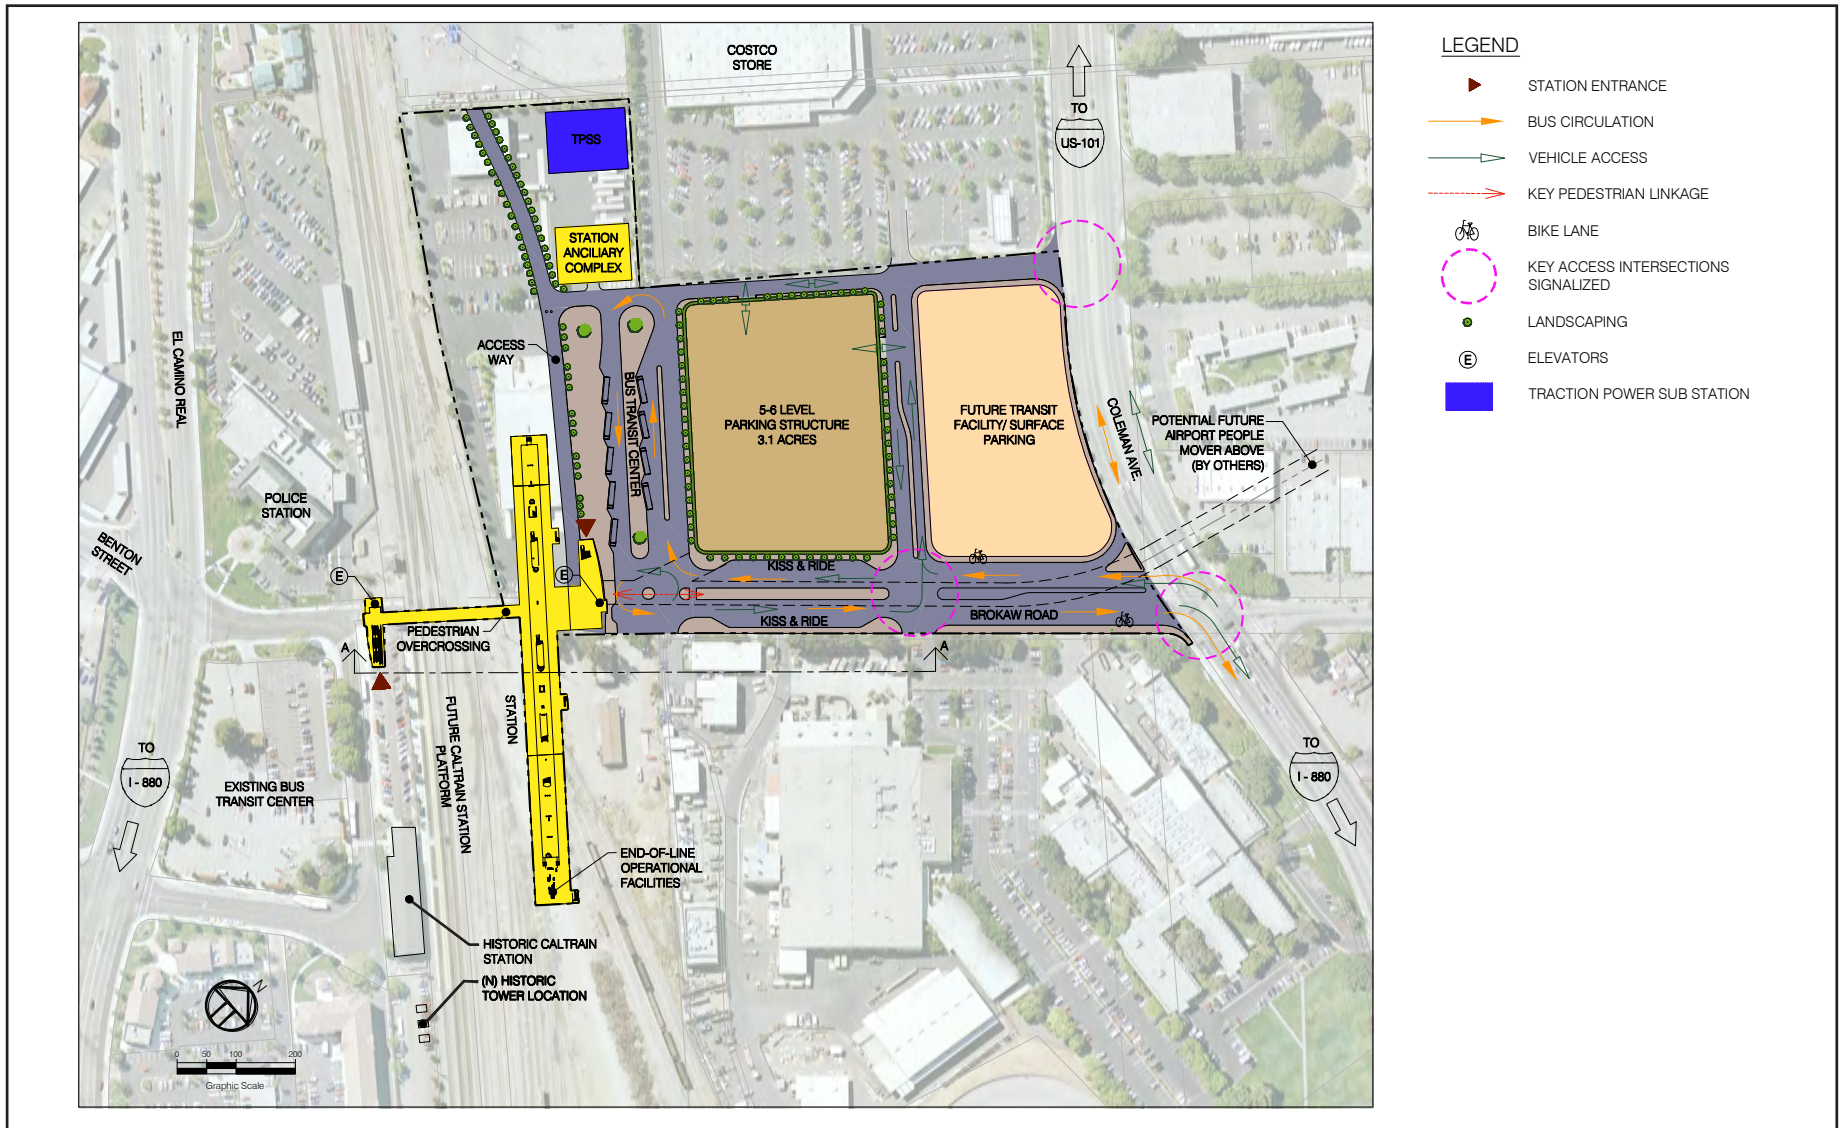 COSTCO
STORE
TO
US-101
TPSS
STATION
ANCILIARY
COMPLEX
ACCESS
WAY
EL CAMINO REAL
BUS TRANSIT CENTER
5-6 LEVEL
PARKING STRUCTURE
3.1 ACRES
FUTURE TRANSIT
FACILITY/ SURFACE
PARKING
COLEMAN AVE.
POTENTIAL FUTURE
AIRPORT PEOPLE
MOVER ABOVE
(BY OTHERS)
POLICE
STATION
BENTON
STREET
E
E
KISS & RIDE
KISS & RIDE
BROKAW ROAD
PEDESTRIAN
OVERCROSSING
A
A
STATION
FUTURE CALTRAIN STATION
PLATFORM
TO
I - 880
TO
I - 880
EXISTING BUS
TRANSIT CENTER
END-OF-LINE
OPERATIONAL
FACILITIES
HISTORIC CALTRAIN
STATION
(N) HISTORIC
TOWER LOCATION
N
0 50 100 200
Graphic Scale
LEGEND
STATION ENTRANCE
BUS CIRCULATION
VEHICLE ACCESS
KEY PEDESTRIAN LINKAGE
BIKE LANE
KEY ACCESS INTERSECTIONS
SIGNALIZED
LANDSCAPING
E
ELEVATORS
TRACTION POWER SUB STATION